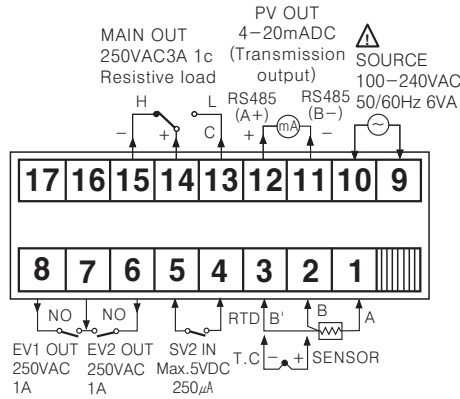 MAIN OUT
250VAC3A 1c
Resistive load
PV OUT
4-20mADC
(Transmission
output)
SOURCE
100-240VAC
50/60Hz 6VA
H
L
C
- +
RS485
(A+)
+
mA
RS485
(B-)
-
17 16 15 14 13 12 11 10 9
8 7 6 5 4 3 2 1
NO
NO
RTD
B'
B
A
EV1 OUT
250VAC
1A
EV2 OUT
250VAC
1A
SV2 IN
Max.5VDC
250㎂
T.C
- +
SENSOR